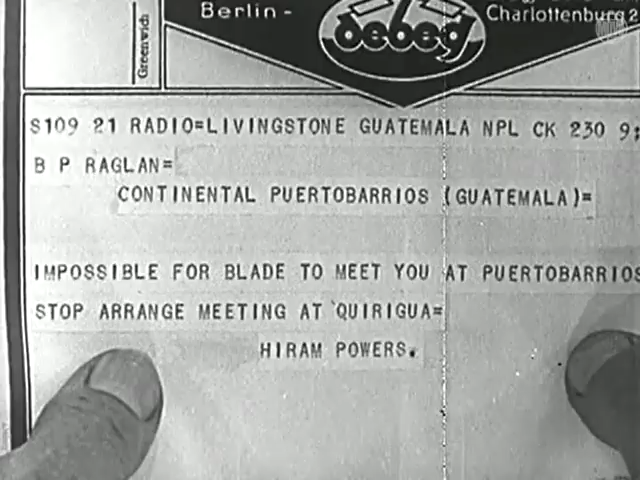 Berlin-
Charlottenburg 2
Greenwich
debeg
S109 21 RADIO=LIVINGSTONE GUATEMALA NPL CK 230 9:
B P RAGLAN=
CONTINENTAL PUERTOBARRIOS (GUATEMALA)=
IMPOSSIBLE FOR BLADE TO MEET YOU AT PUERTOBARRIOS
STOP ARRANGE MEETING AT QUIRIGUA=
HIRAM POWERS.